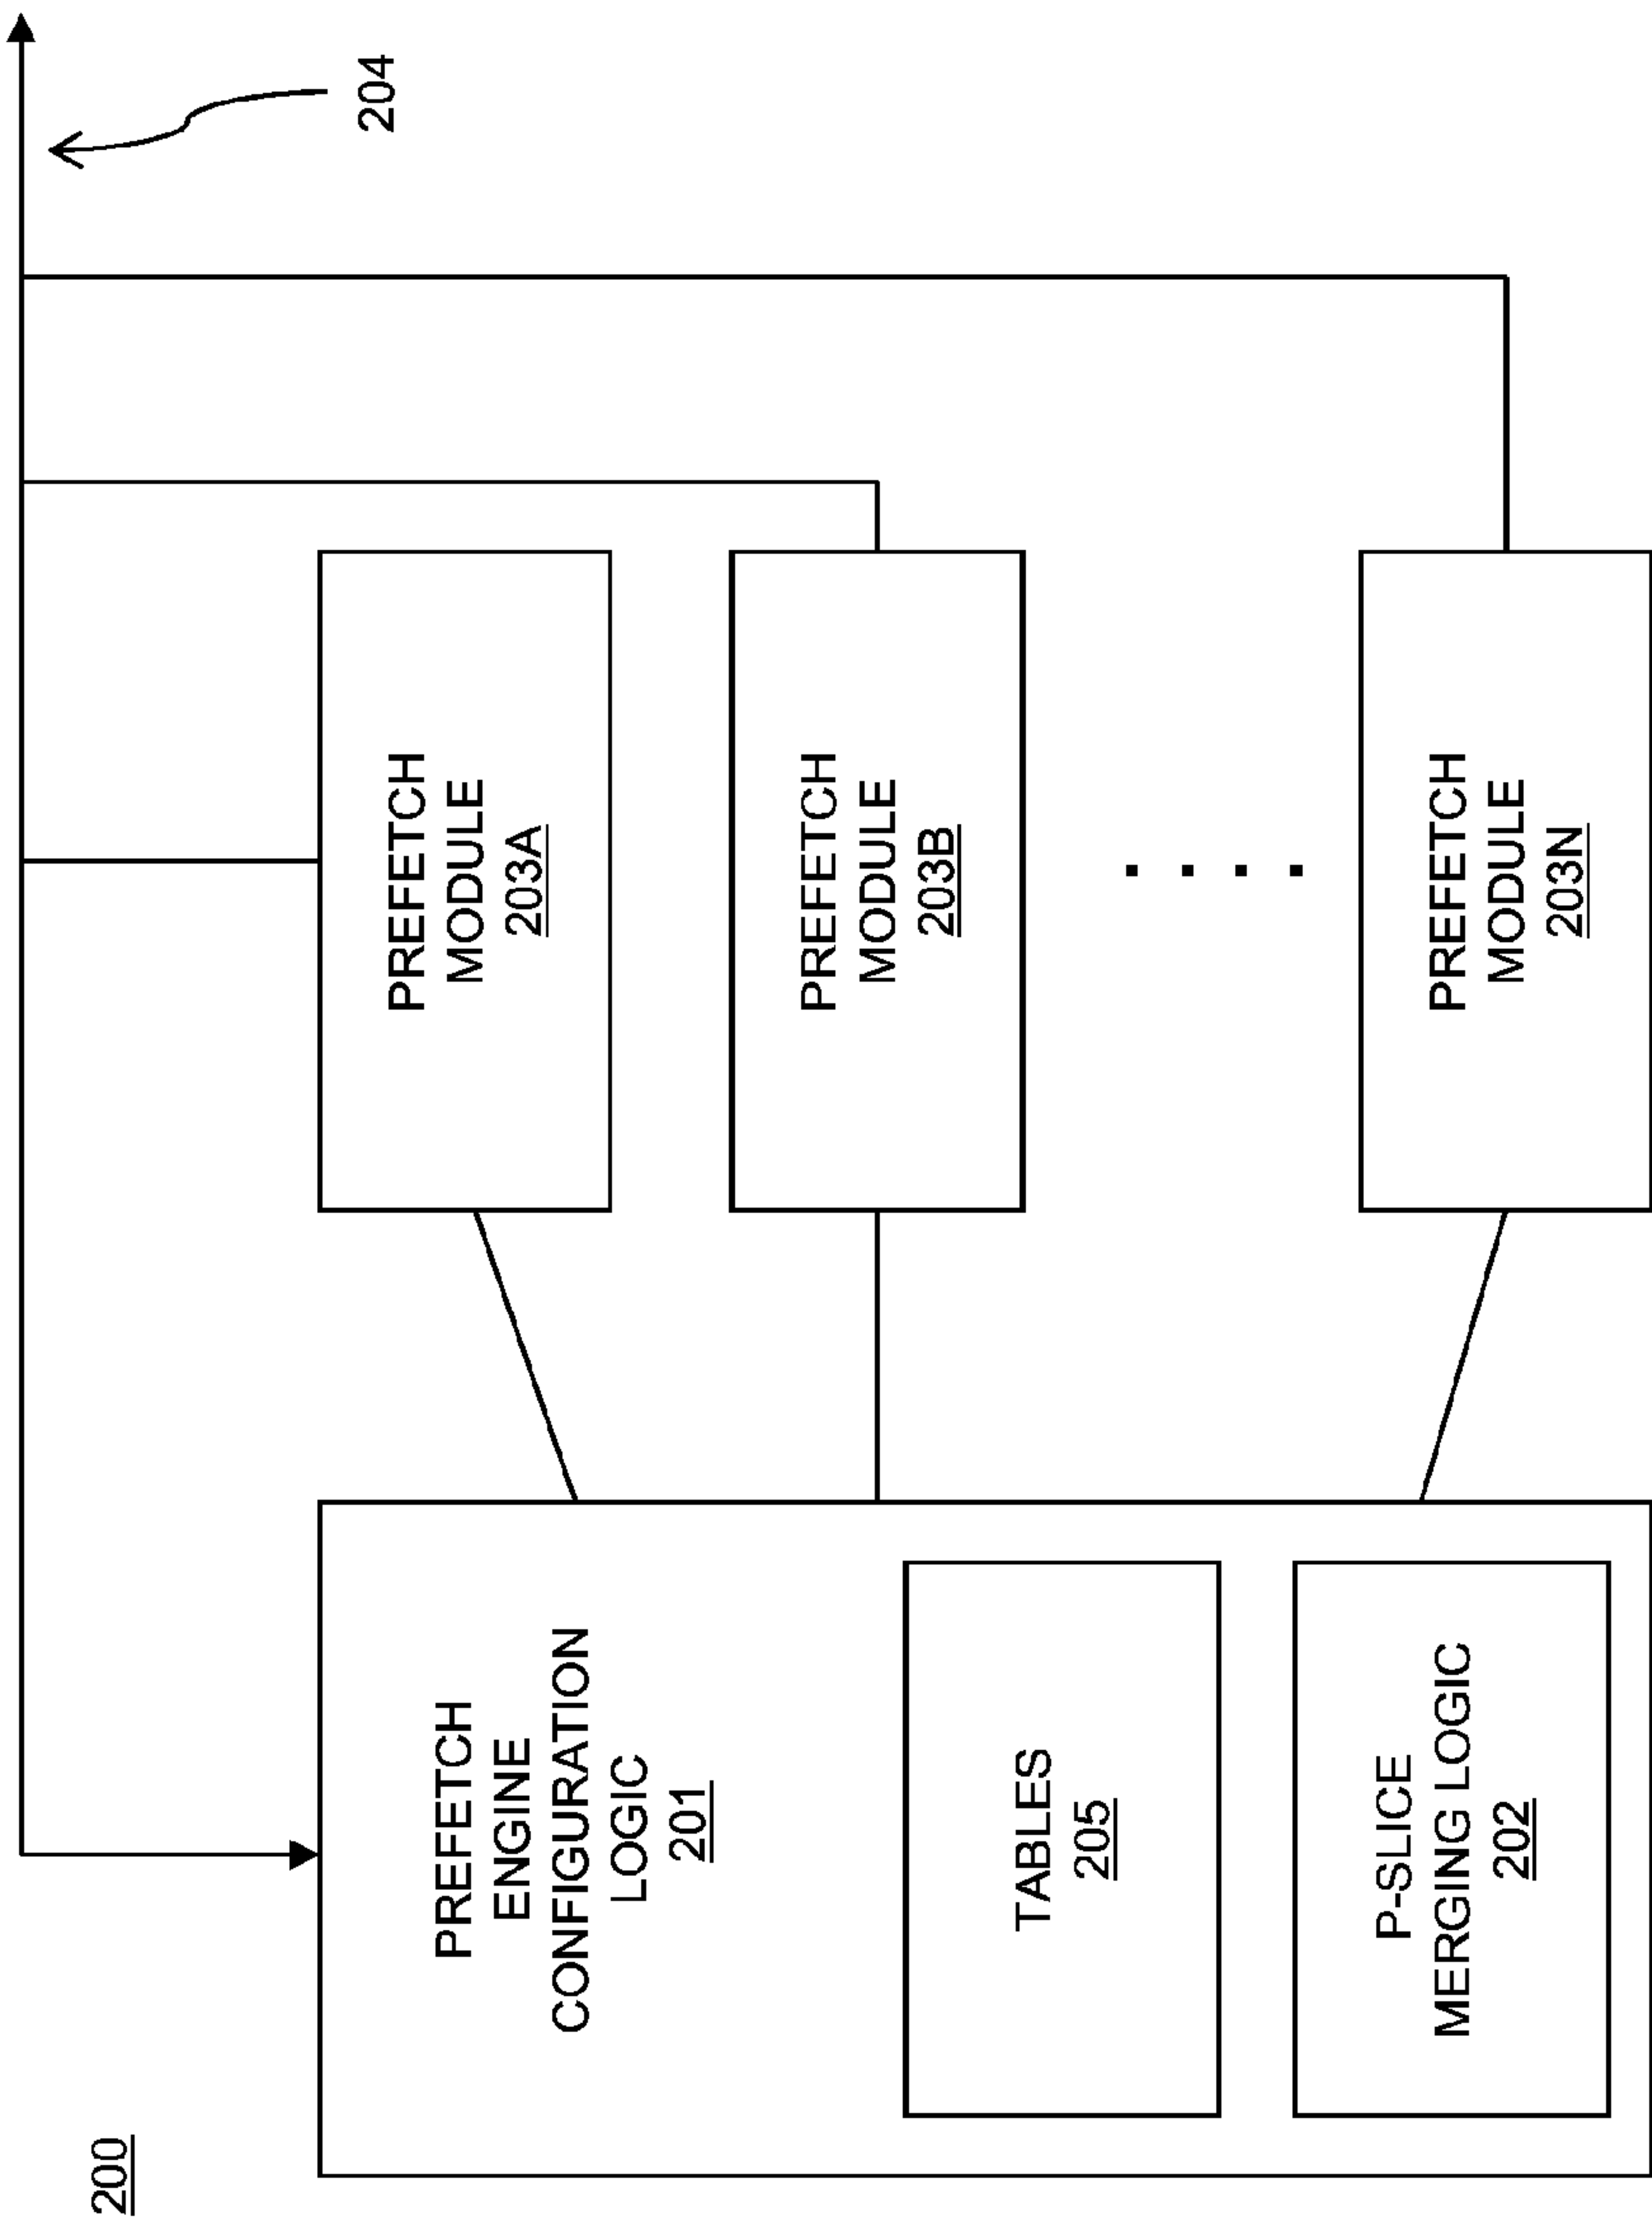 200
204
PREFETCH
ENGINE
CONFIGURATION
LOGIC
201
TABLES
205
P-SLICE
MERGING LOGIC
202
PREFETCH
MODULE
203A
PREFETCH
MODULE
203B
PREFETCH
MODULE
203N